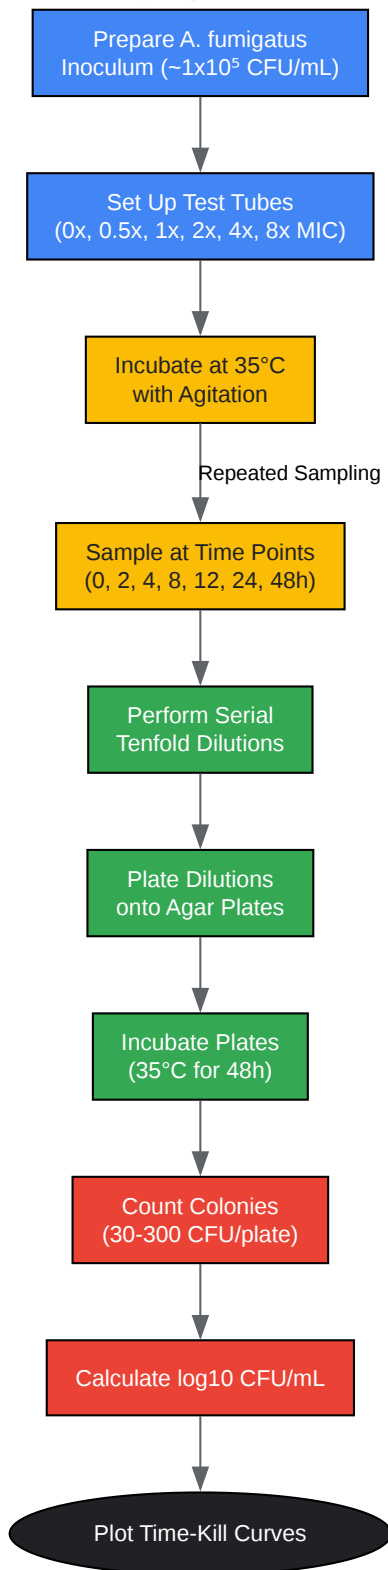 Prepare A. fumigatus
Inoculum (~1x10⁵ CFU/mL)
Set Up Test Tubes
(0x, 0.5x, 1x, 2x, 4x, 8x MIC)
Incubate at 35°C
with Agitation
Repeated Sampling
Sample at Time Points
(0, 2, 4, 8, 12, 24, 48h)
Perform Serial
Tenfold Dilutions
Plate Dilutions
onto Agar Plates
Incubate Plates
(35°C for 48h)
Count Colonies
(30-300 CFU/plate)
Calculate log10 CFU/mL
Plot Time-Kill Curves